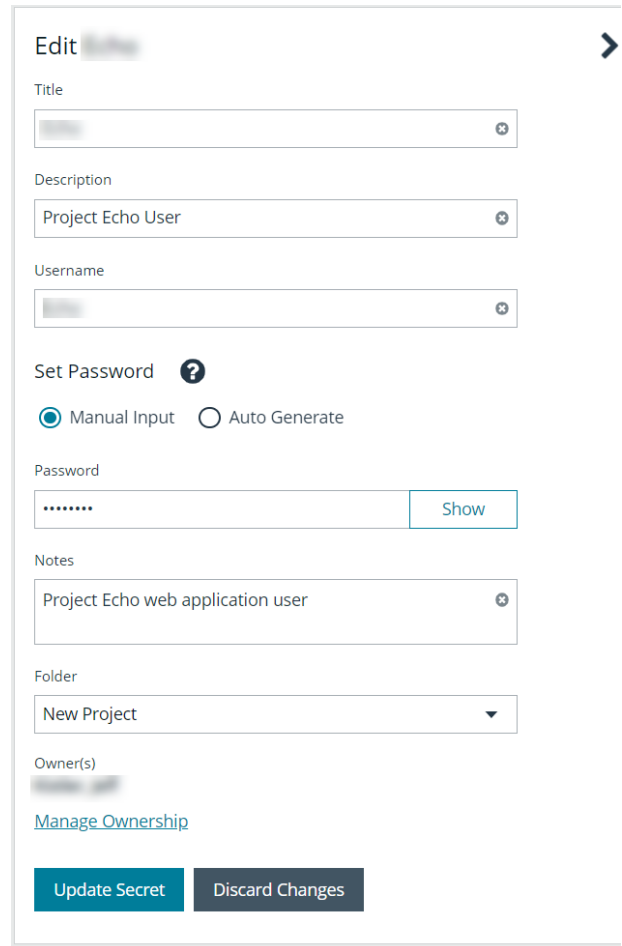 Edit
Title
Description
Project Echo User
Username
Set Password ?
Manual Input Auto Generate
Password
•••••••• Show
Notes
Project Echo web application user
Folder
New Project
Owner(s)
Manage Ownership
Update Secret Discard Changes